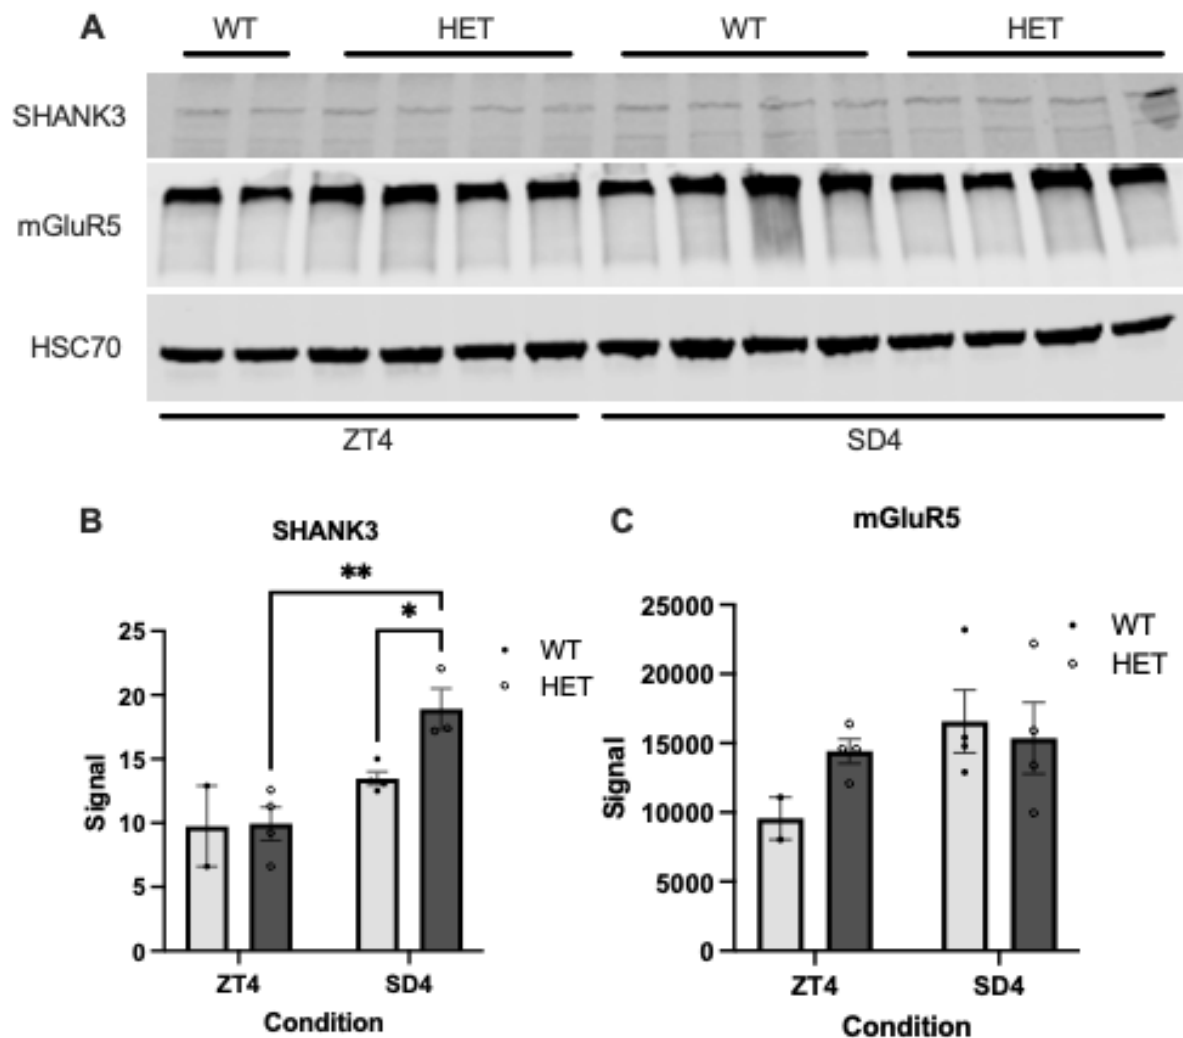 A
WT HET WT HET
SHANK3
mGluR5
HSC70
ZT4 SD4
B
SHANK3
**
*
25
20
15
10
5
0
Signal
WT
HET
ZT4 SD4
Condition
C
mGluR5
25000
20000
15000
10000
5000
0
Signal
WT
HET
ZT4 SD4
Condition